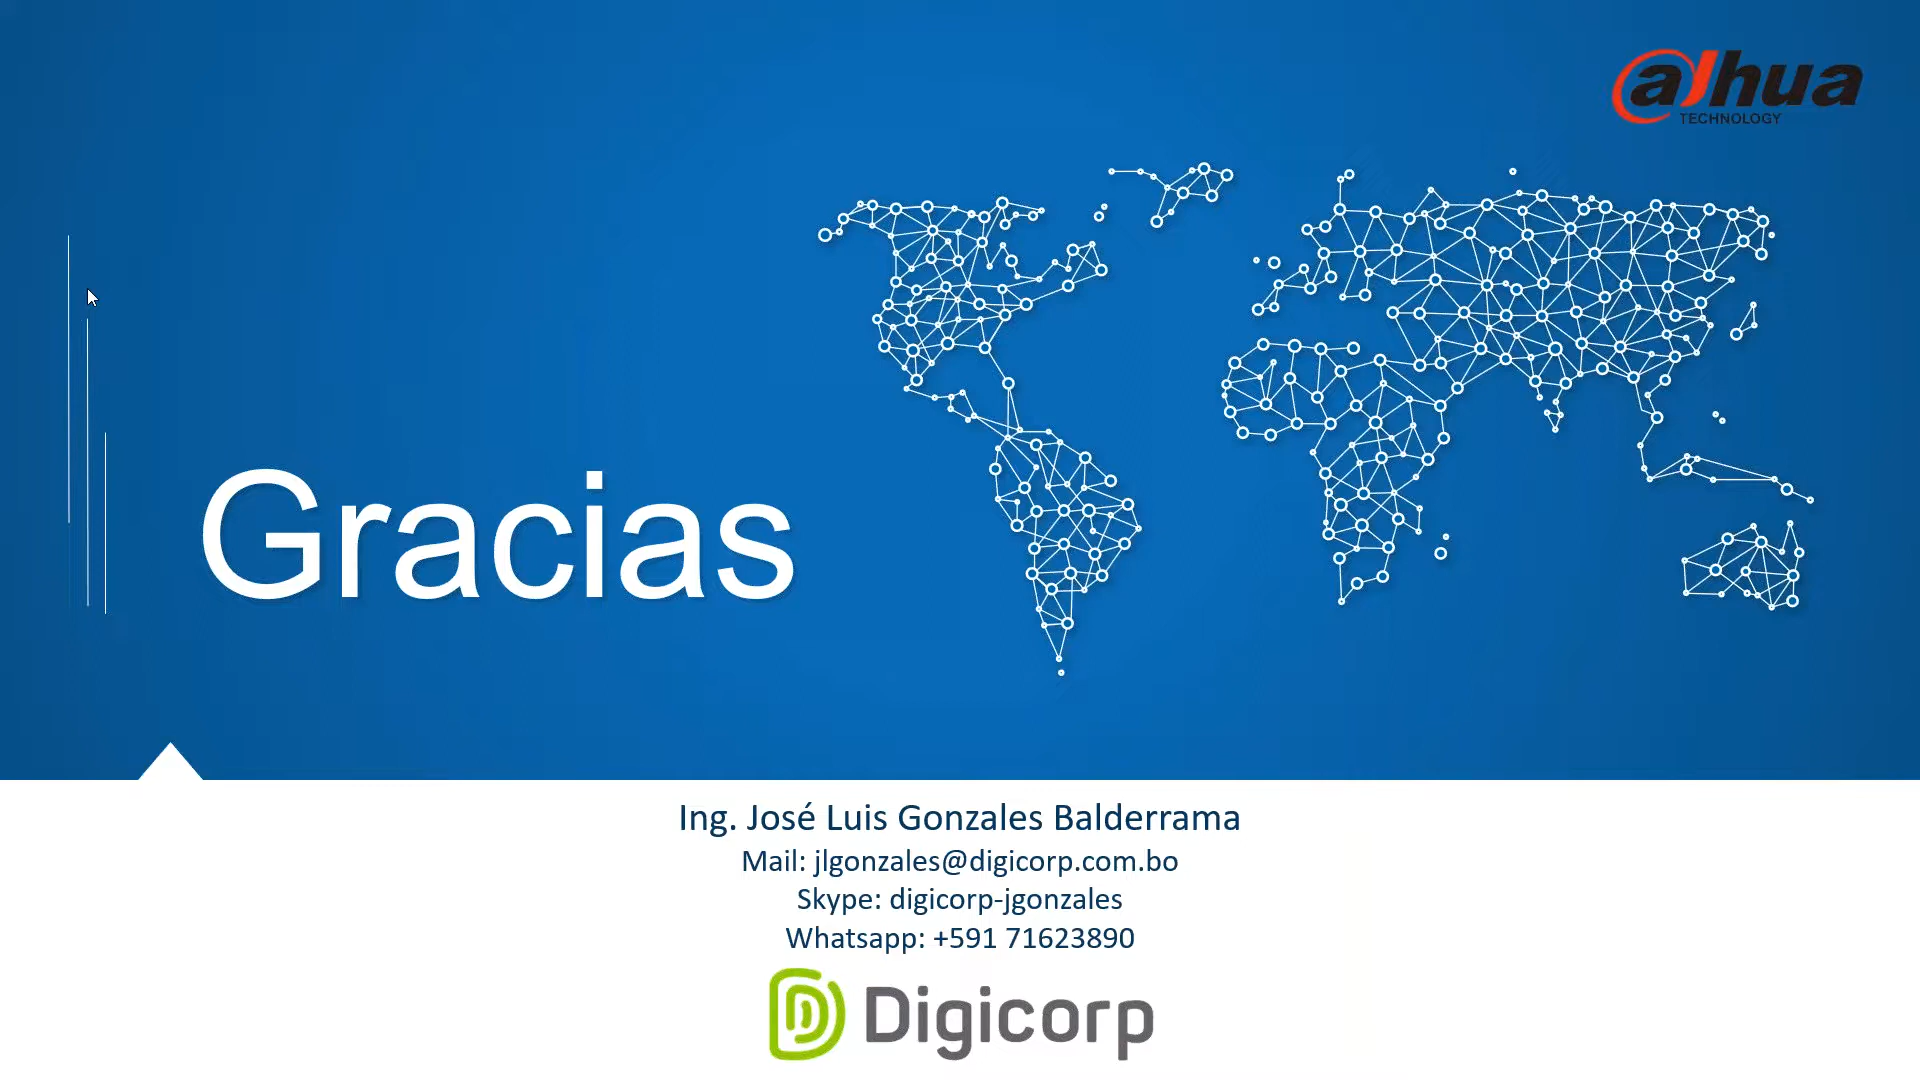 alhua
TECHNOLOGY
Gracias
Ing. José Luis Gonzales Balderrama
Mail: jlgonzales@digicorp.com.bo
Skype: digicorp-jgonzales
Whatsapp: +591 71623890
Digicorp